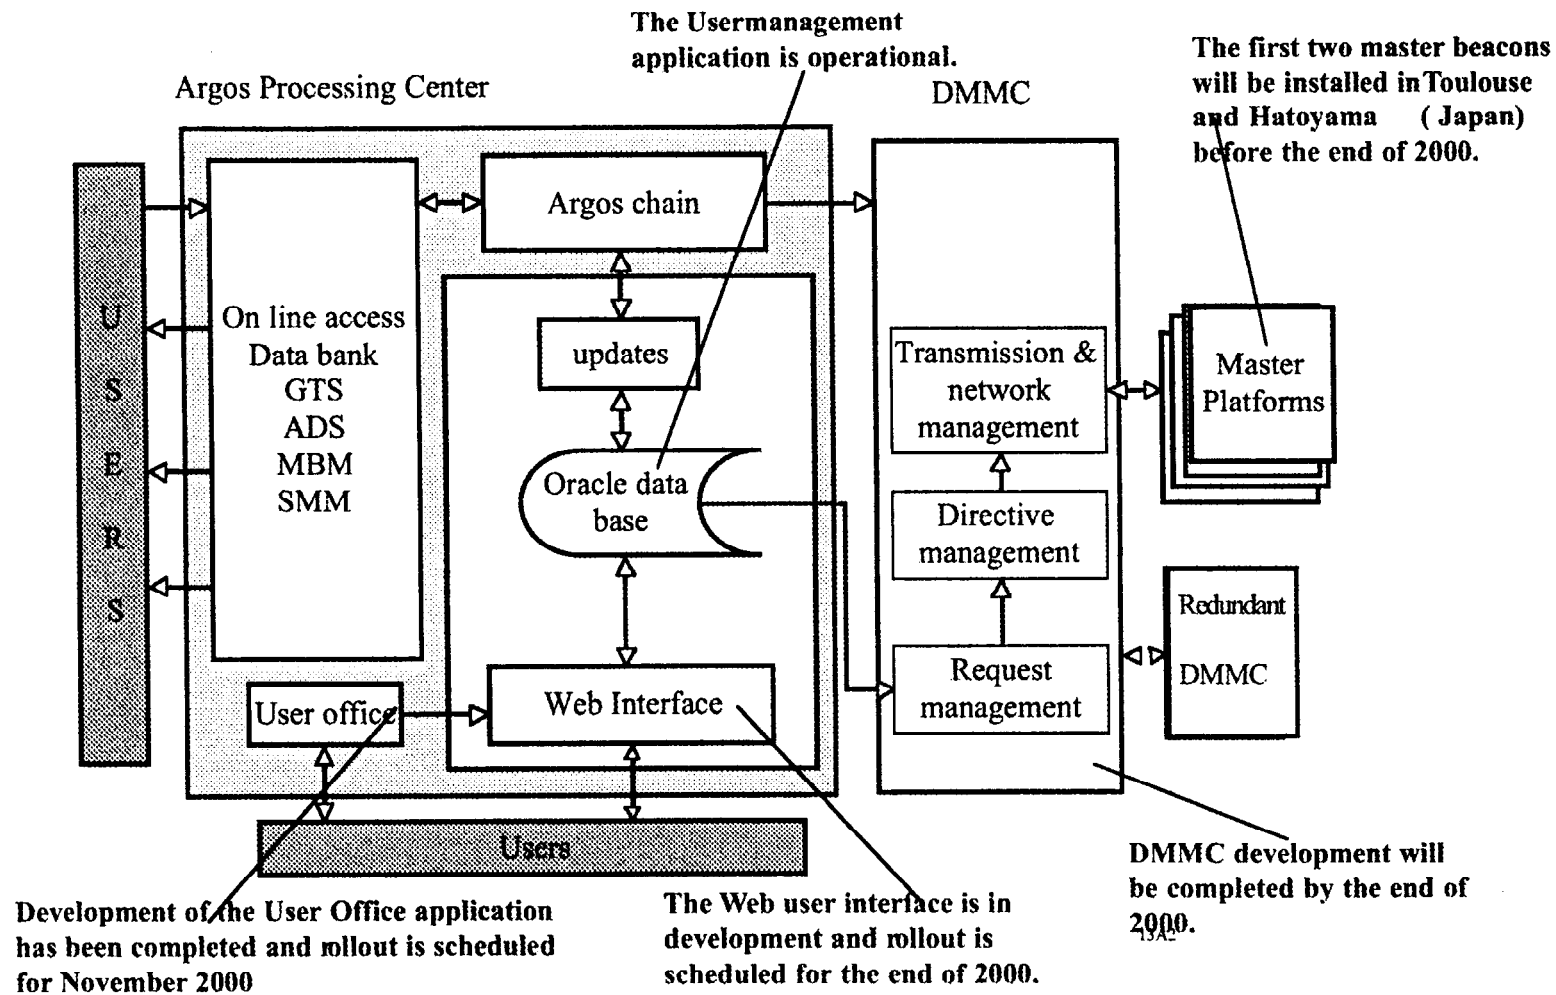 The Usermanagement
application is operational.
The first two master beacons
will be installed in Toulouse
and Hatoyama ( Japan)
before the end of 2000.
Argos Processing Center
DMMC
USERS
On line access
Data bank
GTS
ADS
MBM
SMM
Argos chain
updates
Oracle data
base
Web Interface
User office
Users
Transmission &
network
management
Directive
management
Request
management
Master
Platforms
Redundant
DMMC
Development of the User Office application
has been completed and rollout is scheduled
for November 2000
The Web user interface is in
development and rollout is
scheduled for the end of 2000.
DMMC development will
be completed by the end of
2000.